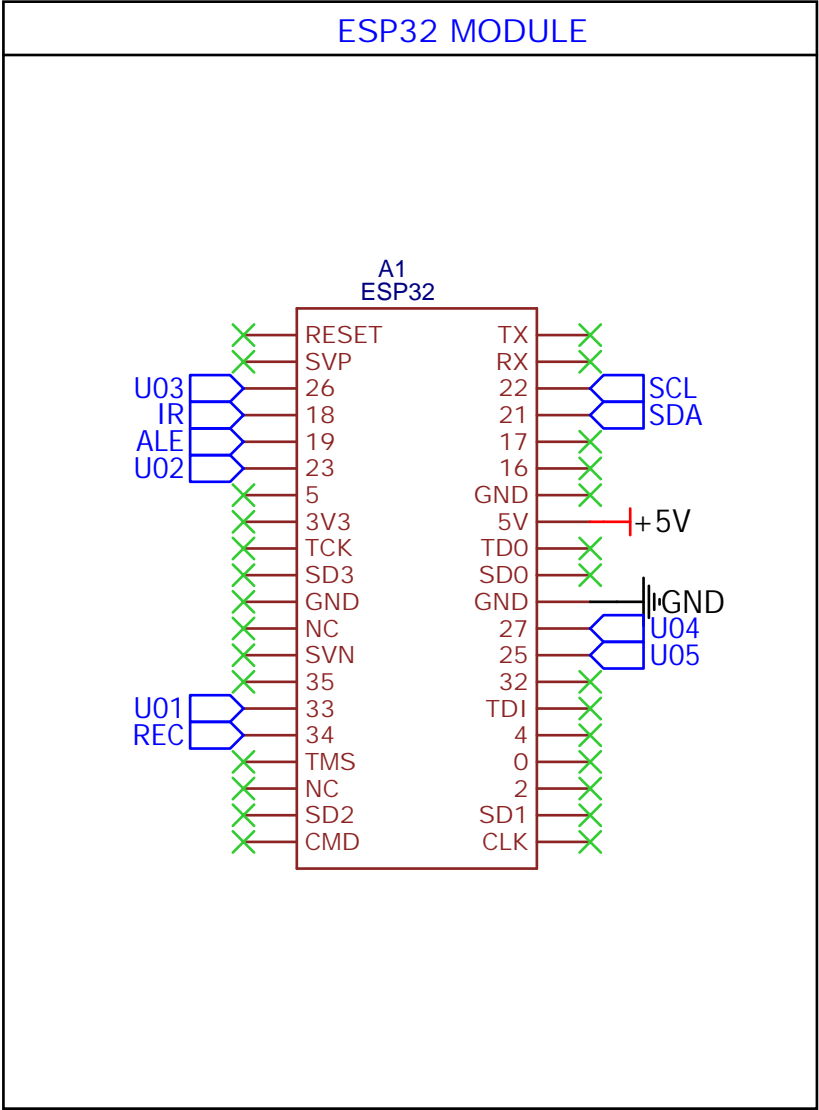 ESP32 MODULE
A1
ESP32
RESET TX
SVP RX
U03 26 22 SCL
IR 18 21 SDA
ALE 19 17
U02 23 16
5 GND
3V3 5V +5V
TCK TD0
SD3 SD0
GND GND GND
NC 27 U04
SVN 25 U05
35 32
U01 33 TDI
REC 34 4
TMS 0
NC 2
SD2 SD1
CMD CLK